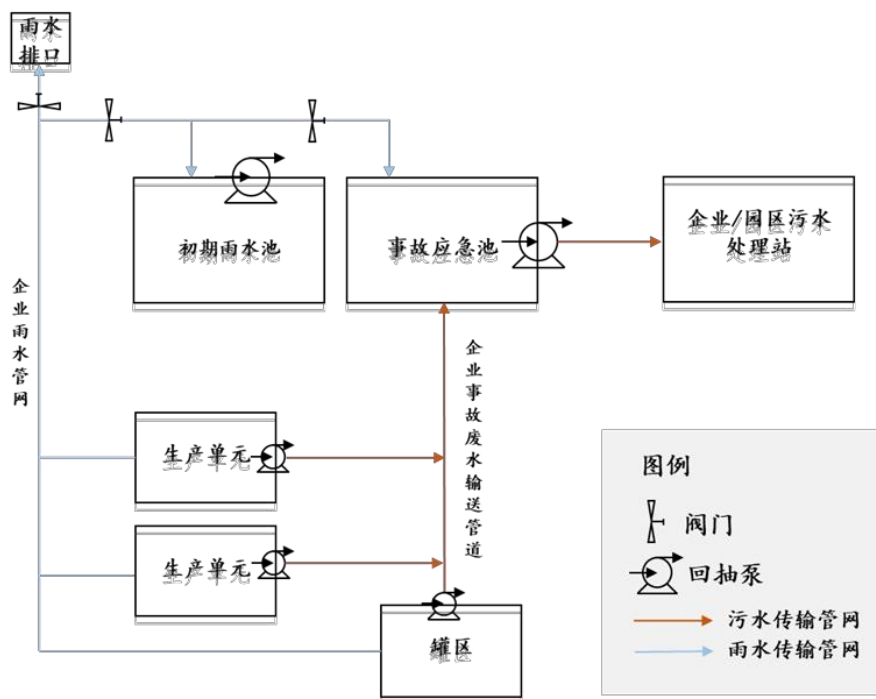 雨水
排口
初期雨水池
事故应急池
企业/园区污水
处理站
企业雨水管网
企业事故废水输送管道
生产单元
生产单元
罐区
图例
阀门
回抽泵
污水传输管网
雨水传输管网